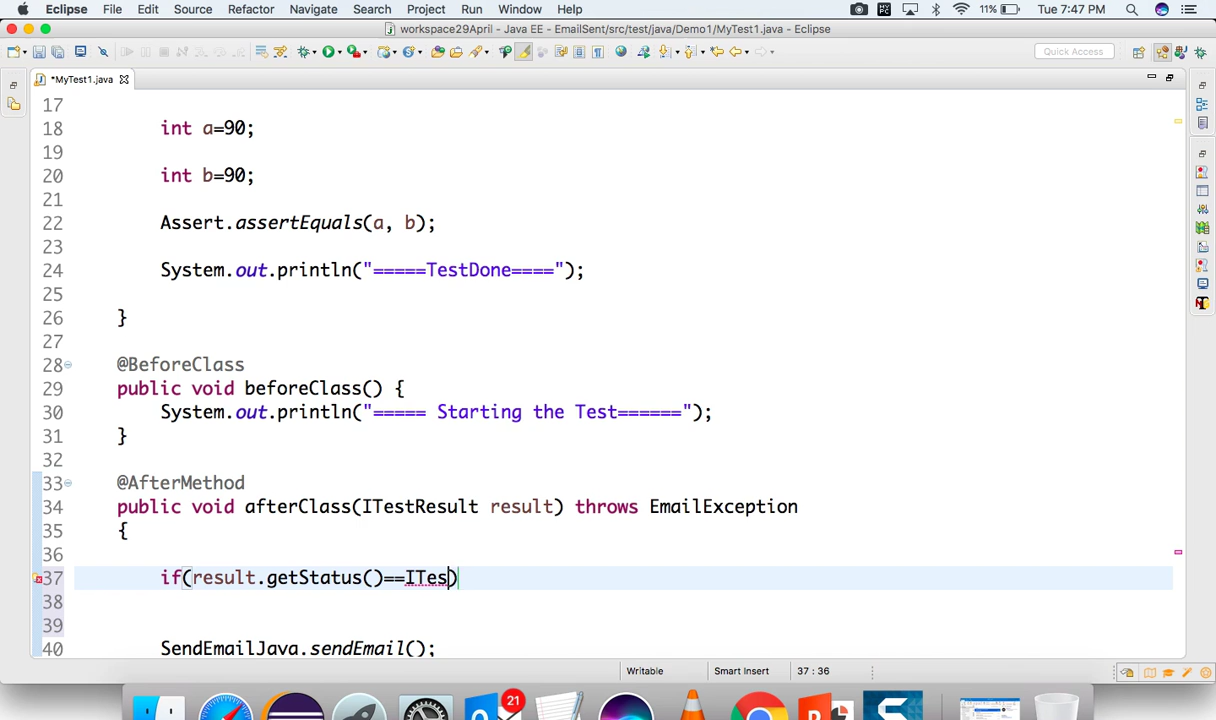 Eclipse File Edit Source Refactor Navigate Search Project Run Window Help 11% Tue 7:47 PM
workspace29April - Java EE - EmailSent/src/test/java/Demo1/MyTest1.java - Eclipse
Quick Access
*MyTest1.java
17
18 int a=90;
19
20 int b=90;
21
22 Assert.assertEquals(a, b);
23
24 System.out.println("=====TestDone====");
25
26 }
27
28 @BeforeClass
29 public void beforeClass() {
30 System.out.println("===== Starting the Test======");
31 }
32
33 @AfterMethod
34 public void afterClass(ITestResult result) throws EmailException
35 {
36
37 if(result.getStatus()==ITes)
38
39
40 SendEmailJava.sendEmail();
Writable Smart Insert 37 : 36
21